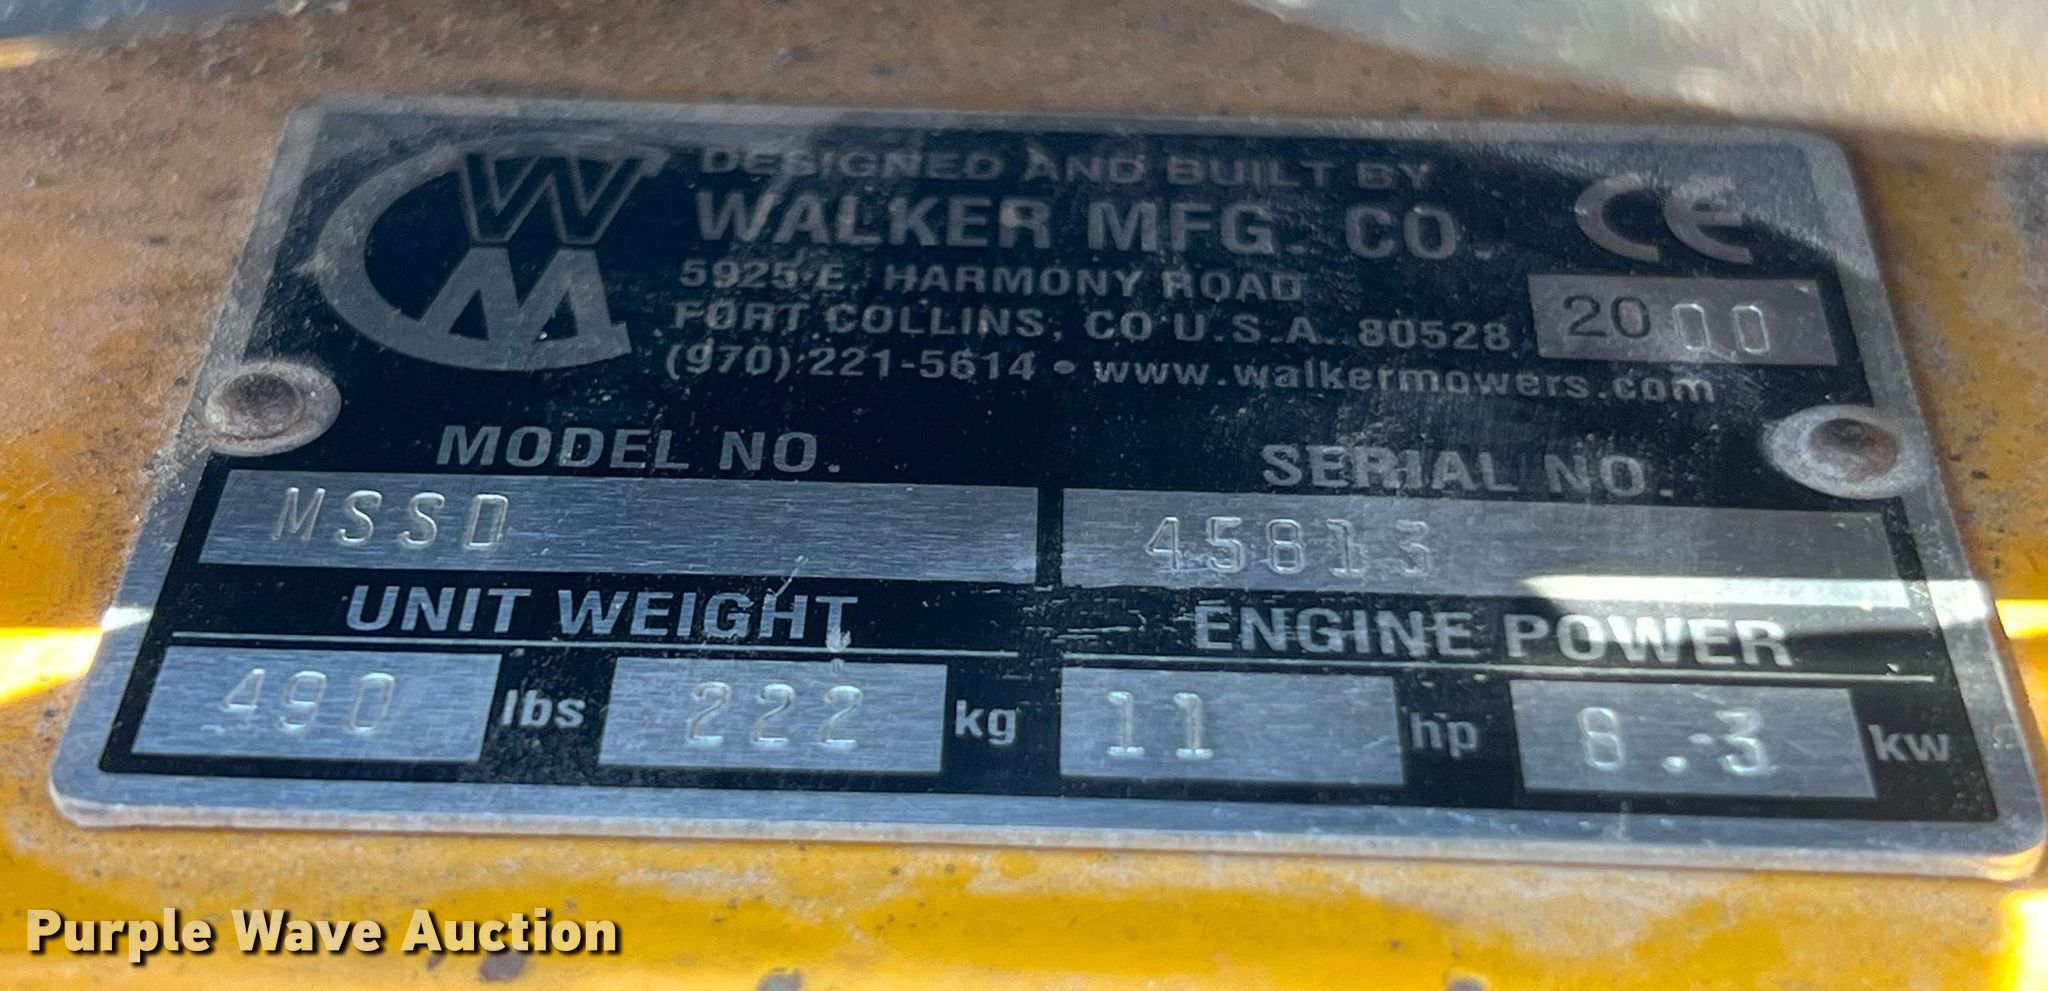 WM
DESIGNED AND BUILT BY
WALKER MFG. CO.
CE
5925 E. HARMONY ROAD
FORT COLLINS, CO U.S.A. 80528
2000
(970) 221-5614 • www.walkermowers.com
MODEL NO.
SERIAL NO.
MSSD
45813
UNIT WEIGHT
ENGINE POWER
490 lbs 222 kg
11 hp 8.3 kw
Purple Wave Auction